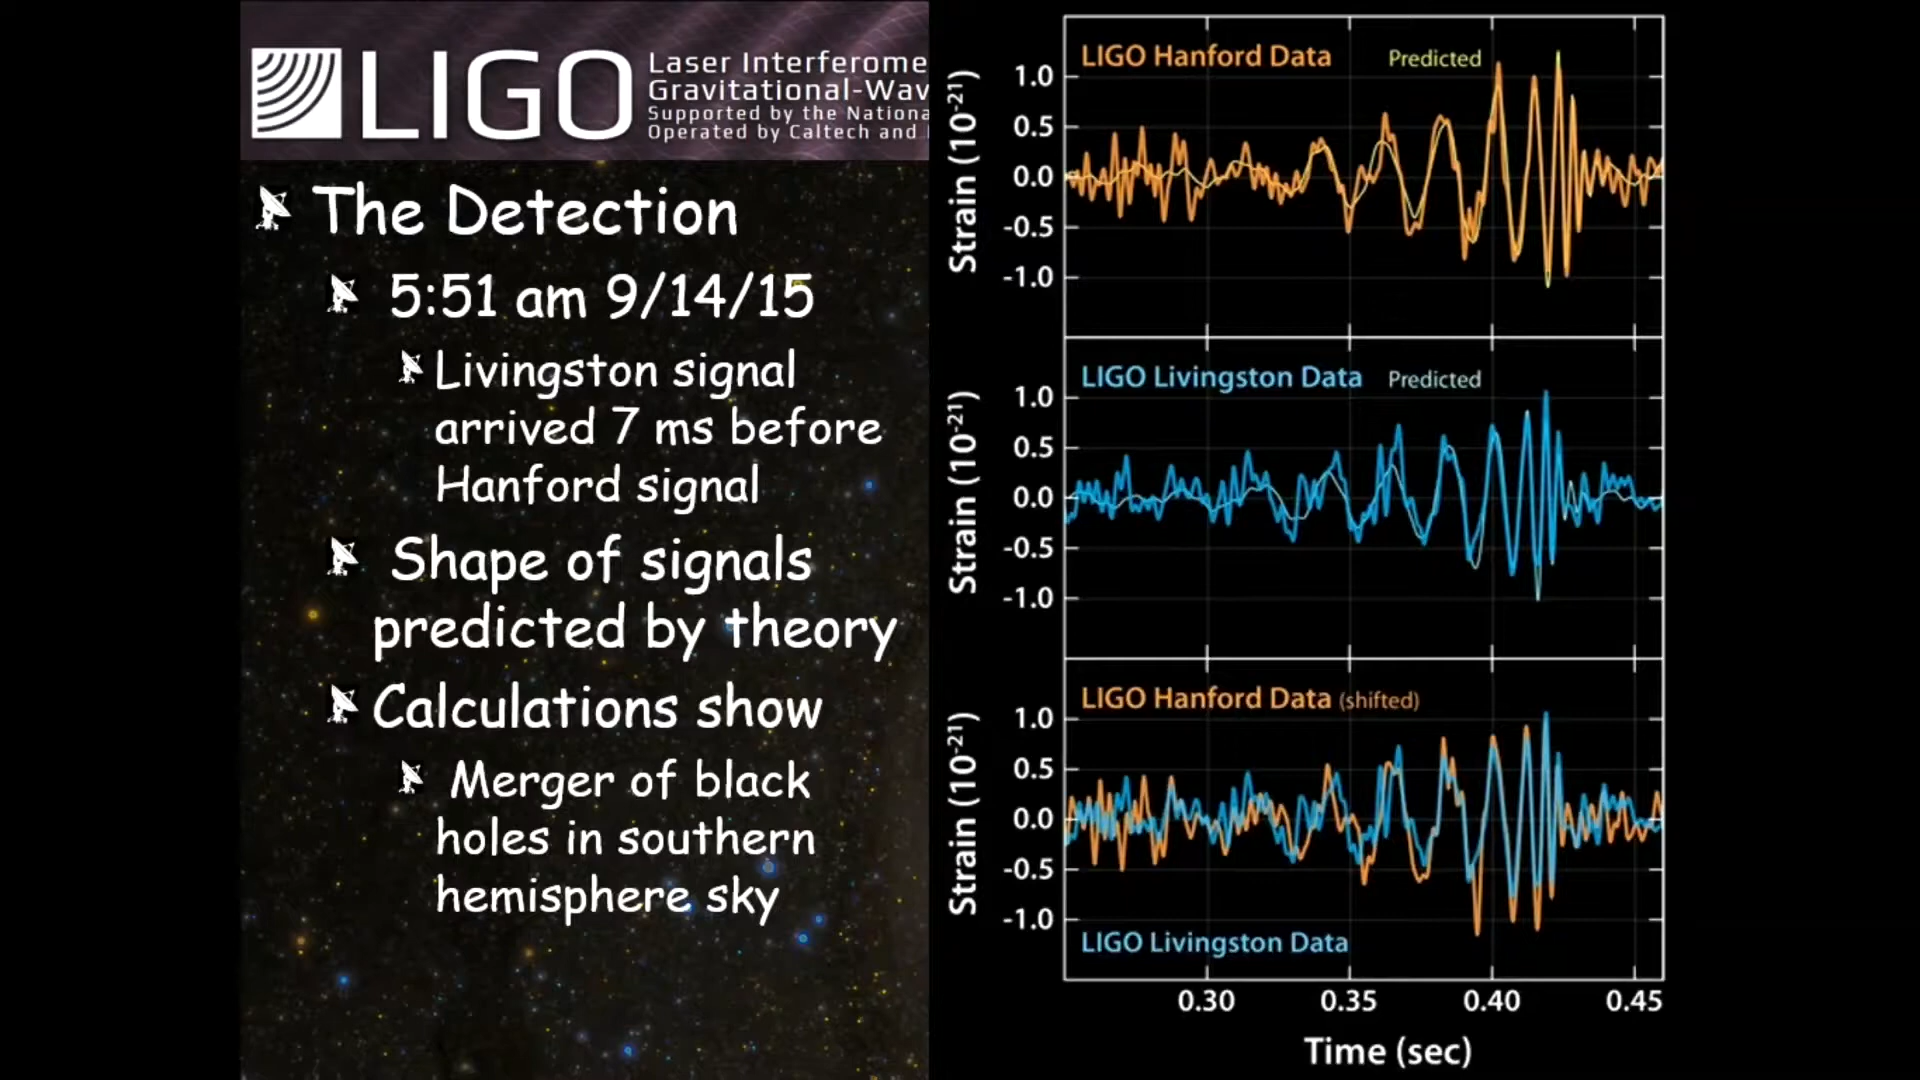 LIGO
Laser Interferome
Gravitational-Wav
Supported by the Nationa
Operated by Caltech and
The Detection
5:51 am 9/14/15
Livingston signal
arrived 7 ms before
Hanford signal
Shape of signals
predicted by theory
Calculations show
Merger of black
holes in southern
hemisphere sky
LIGO Hanford Data Predicted
Strain (10⁻²¹)
1.0
0.5
0.0
-0.5
-1.0
LIGO Livingston Data Predicted
Strain (10⁻²¹)
1.0
0.5
0.0
-0.5
-1.0
LIGO Hanford Data (shifted)
Strain (10⁻²¹)
1.0
0.5
0.0
-0.5
-1.0
LIGO Livingston Data
0.30 0.35 0.40 0.45
Time (sec)